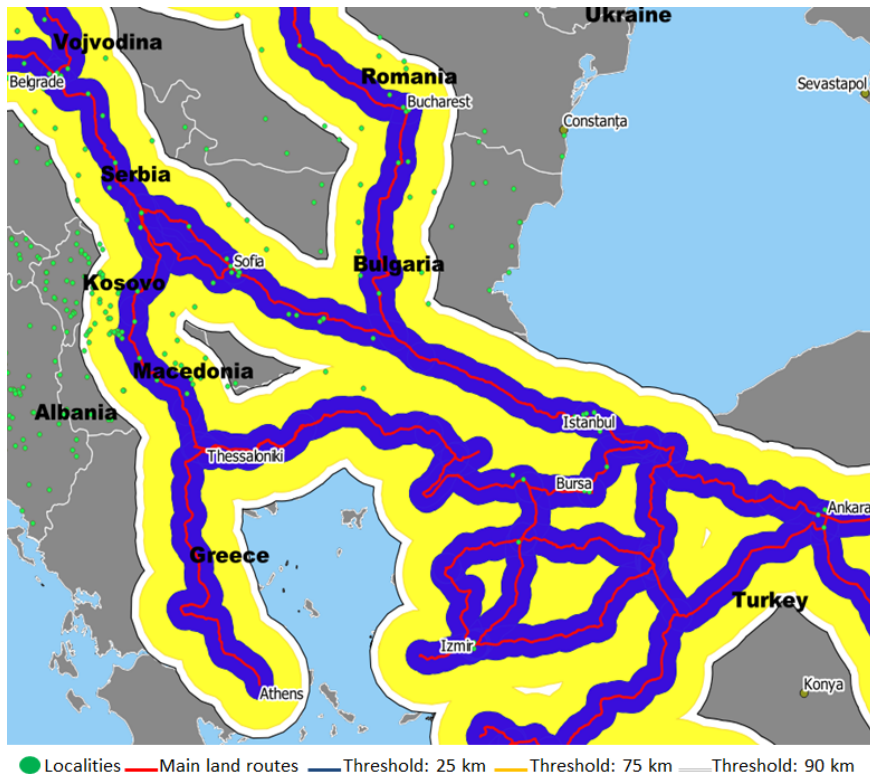 Ukraine
Vojvodina
Belgrade
Romania
Bucharest
Sevastapol
Constanța
Serbia
Sofia
Bulgaria
Kosovo
Macedonia
Albania
Istanbul
Thessaloniki
Bursa
Ankara
Greece
Turkey
Izmir
Konya
Athens
Localities Main land routes Threshold: 25 km Threshold: 75 km Threshold: 90 km